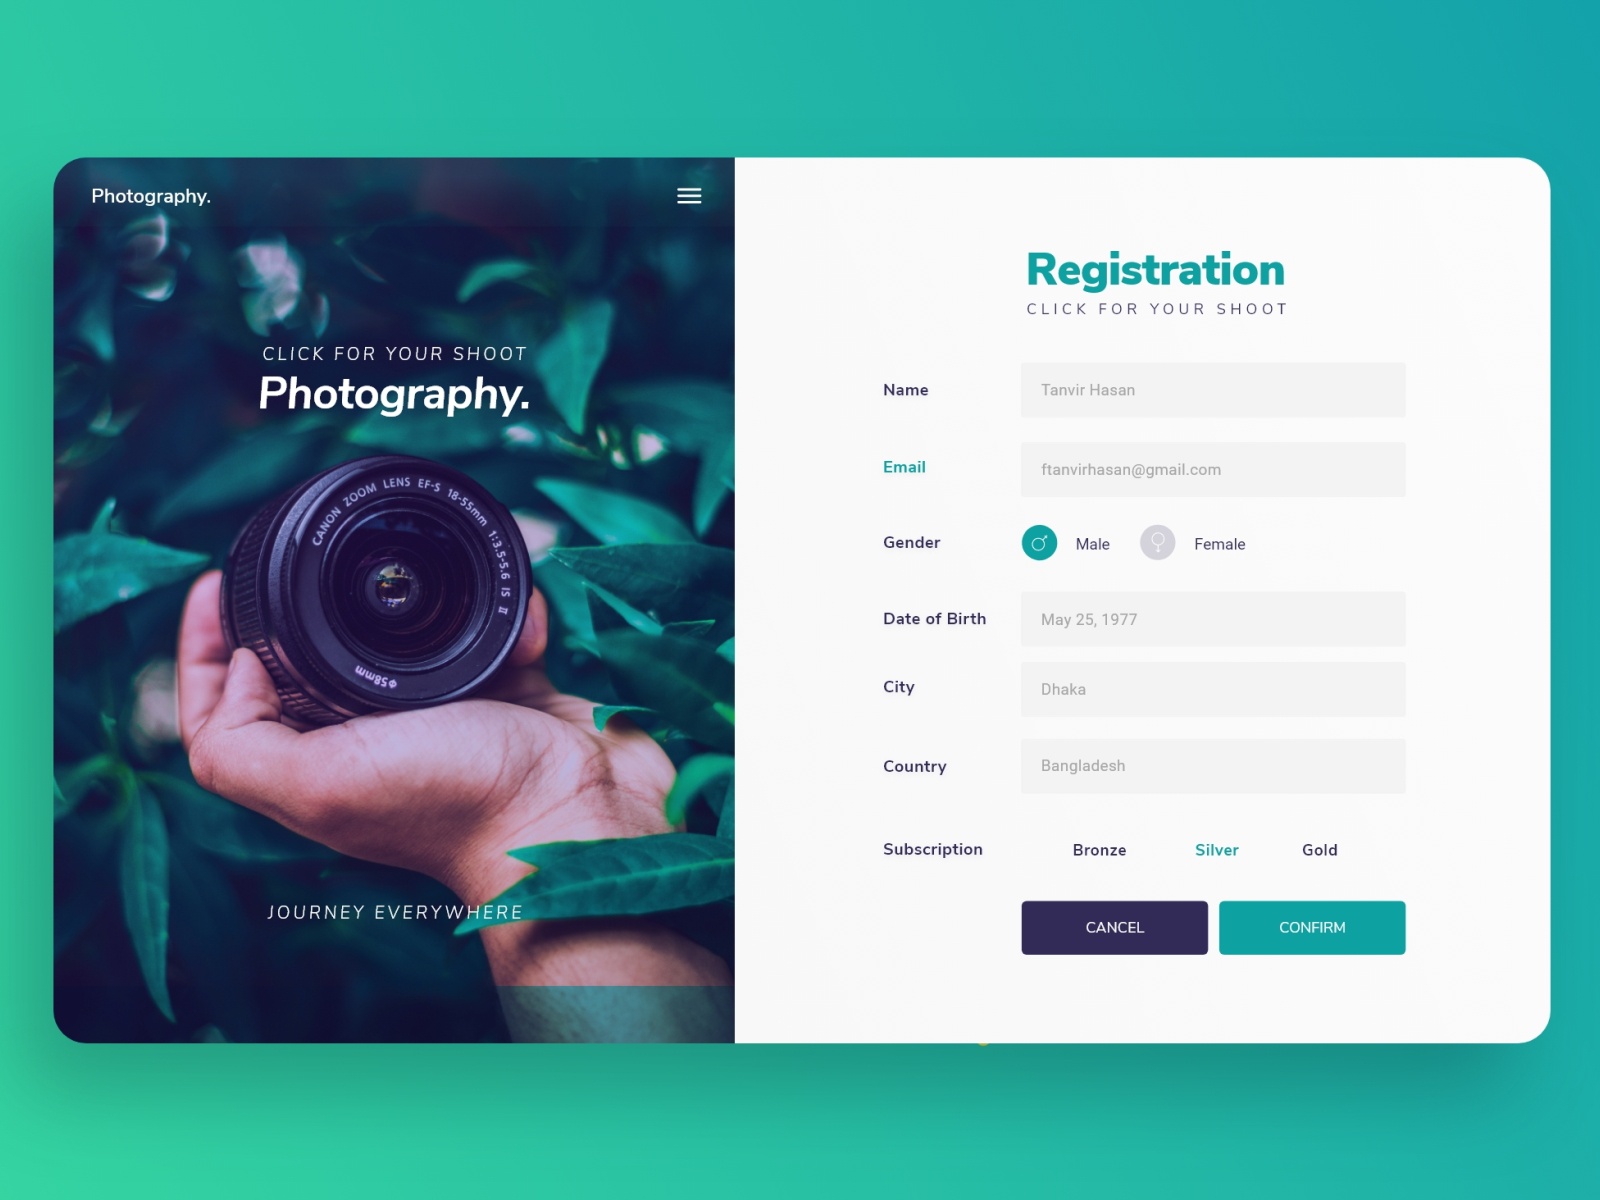 Photography.
CLICK FOR YOUR SHOOT
Photography.
CANON ZOOM LENS EF-S 18-55mm 1:3.5-5.6 IS II
ϕ58mm
JOURNEY EVERYWHERE
Registration
CLICK FOR YOUR SHOOT
Name
Tanvir Hasan
Email
ftanvirhasan@gmail.com
Gender
Male
Female
Date of Birth
May 25, 1977
City
Dhaka
Country
Bangladesh
Subscription
Bronze
Silver
Gold
CANCEL
CONFIRM